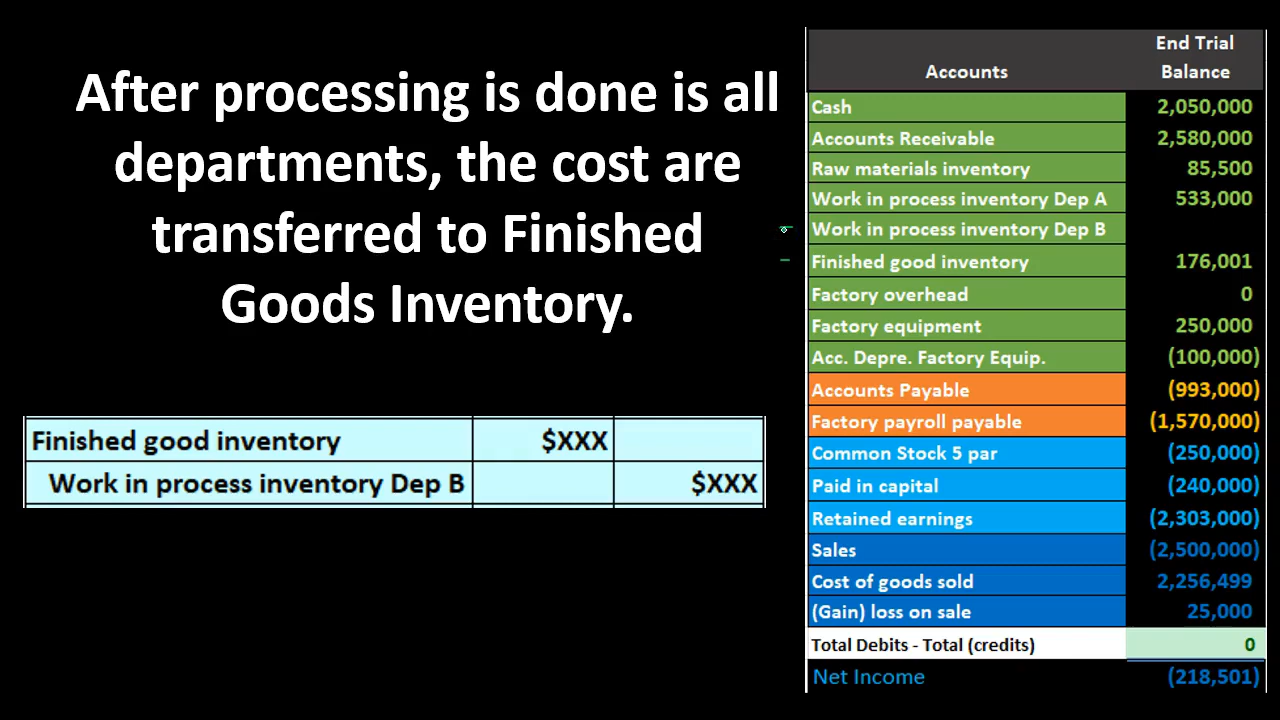 After processing is done is all
departments, the cost are
transferred to Finished
Goods Inventory.
Finished good inventory $XXX
Work in process inventory Dep B $XXX
Accounts End Trial Balance
Cash 2,050,000
Accounts Receivable 2,580,000
Raw materials inventory 85,500
Work in process inventory Dep A 533,000
Work in process inventory Dep B
Finished good inventory 176,001
Factory overhead 0
Factory equipment 250,000
Acc. Depre. Factory Equip. (100,000)
Accounts Payable (993,000)
Factory payroll payable (1,570,000)
Common Stock 5 par (250,000)
Paid in capital (240,000)
Retained earnings (2,303,000)
Sales (2,500,000)
Cost of goods sold 2,256,499
(Gain) loss on sale 25,000
Total Debits - Total (credits) 0
Net Income (218,501)